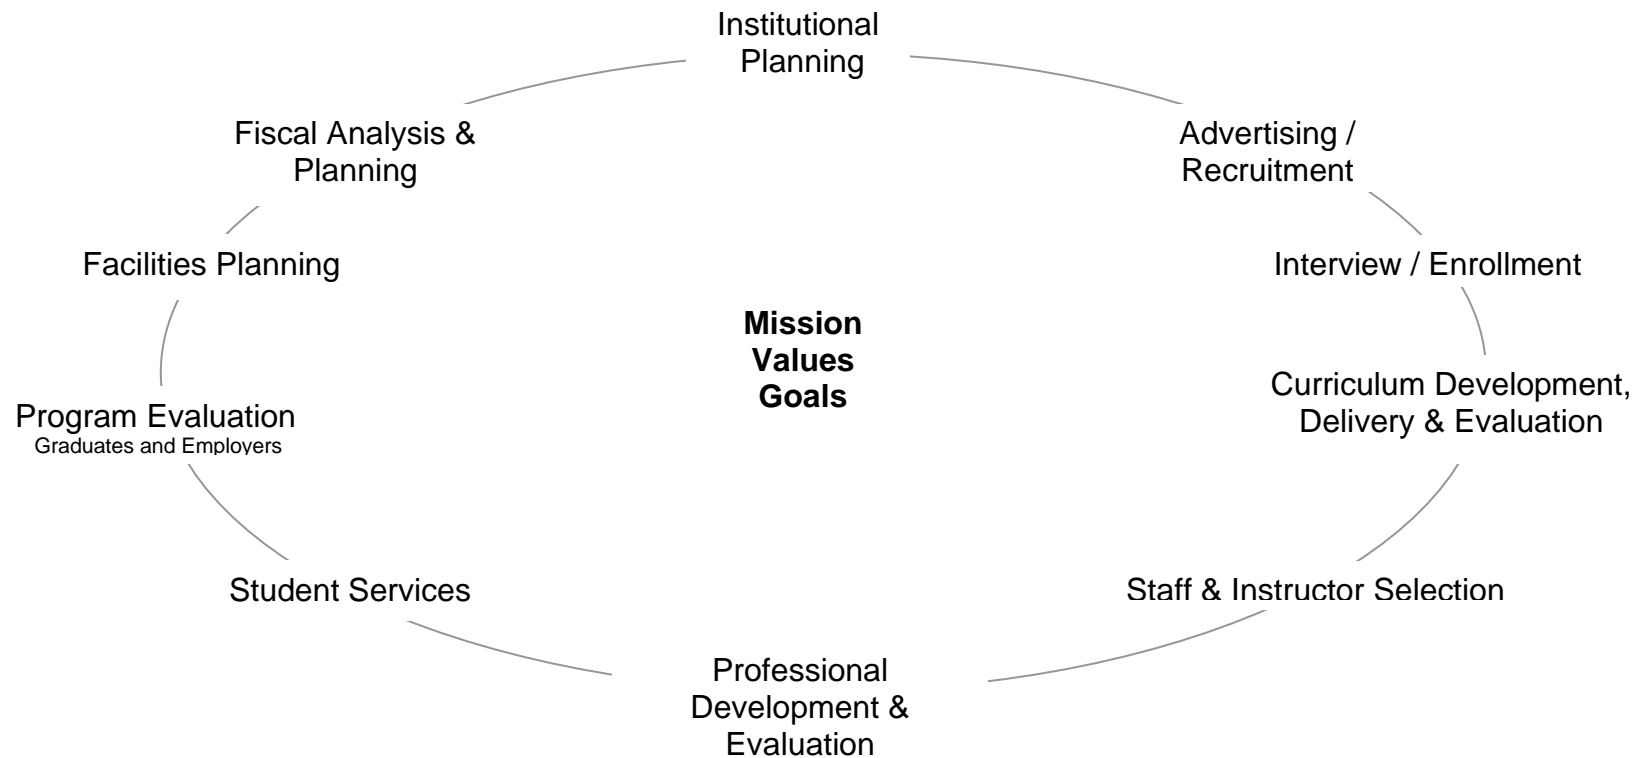 Institutional
Planning
Fiscal Analysis &
Planning
Advertising /
Recruitment
Facilities Planning
Interview / Enrollment
Mission
Values
Goals
Curriculum Development,
Delivery & Evaluation
Program Evaluation
Graduates and Employers
Student Services
Staff & Instructor Selection
Professional
Development &
Evaluation